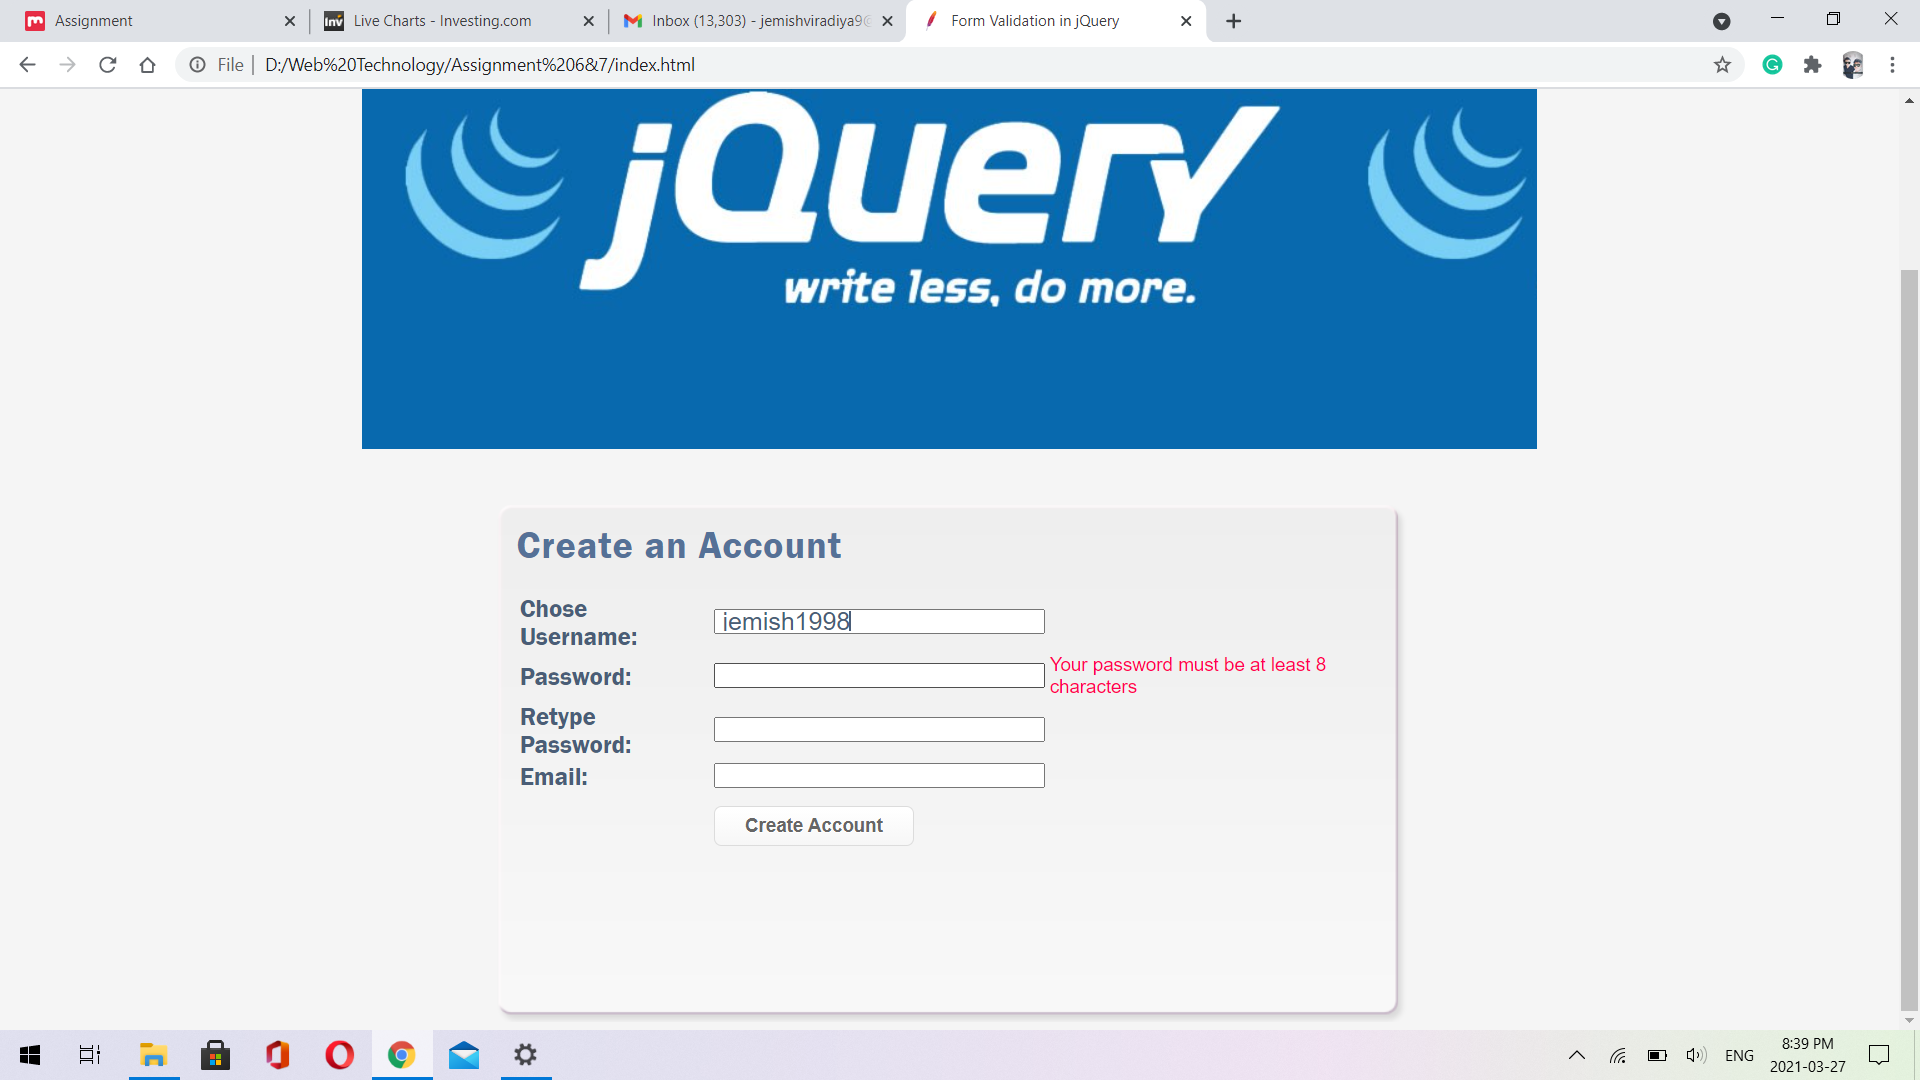 Assignment
Live Charts - Investing.com
Inbox (13,303) - jemishviradiya9@
Form Validation in jQuery
File
D:/Web%20Technology/Assignment%206&7/index.html
jQuery
write less, do more.
Create an Account
Chose
Username:
jemish1998
Password:
Your password must be at least 8
characters
Retype
Password:
Email:
Create Account
ENG
8:39 PM
2021-03-27